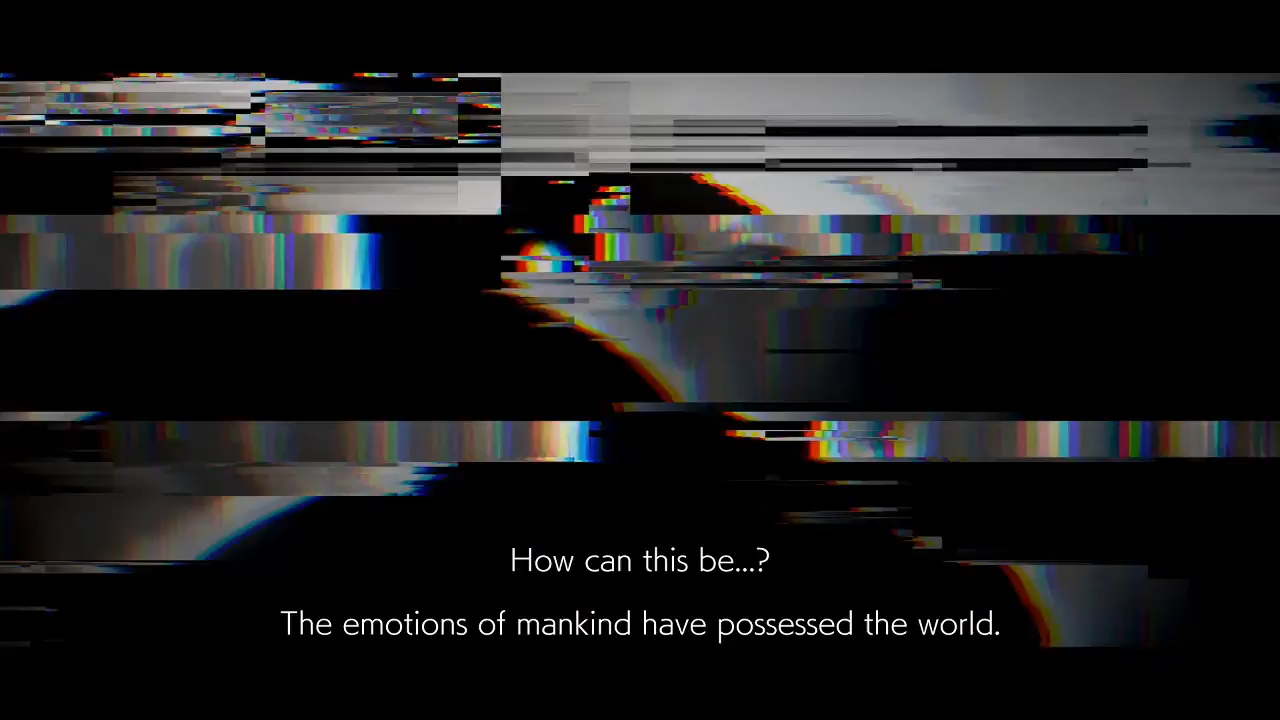 How can this be...?
The emotions of mankind have possessed the world.